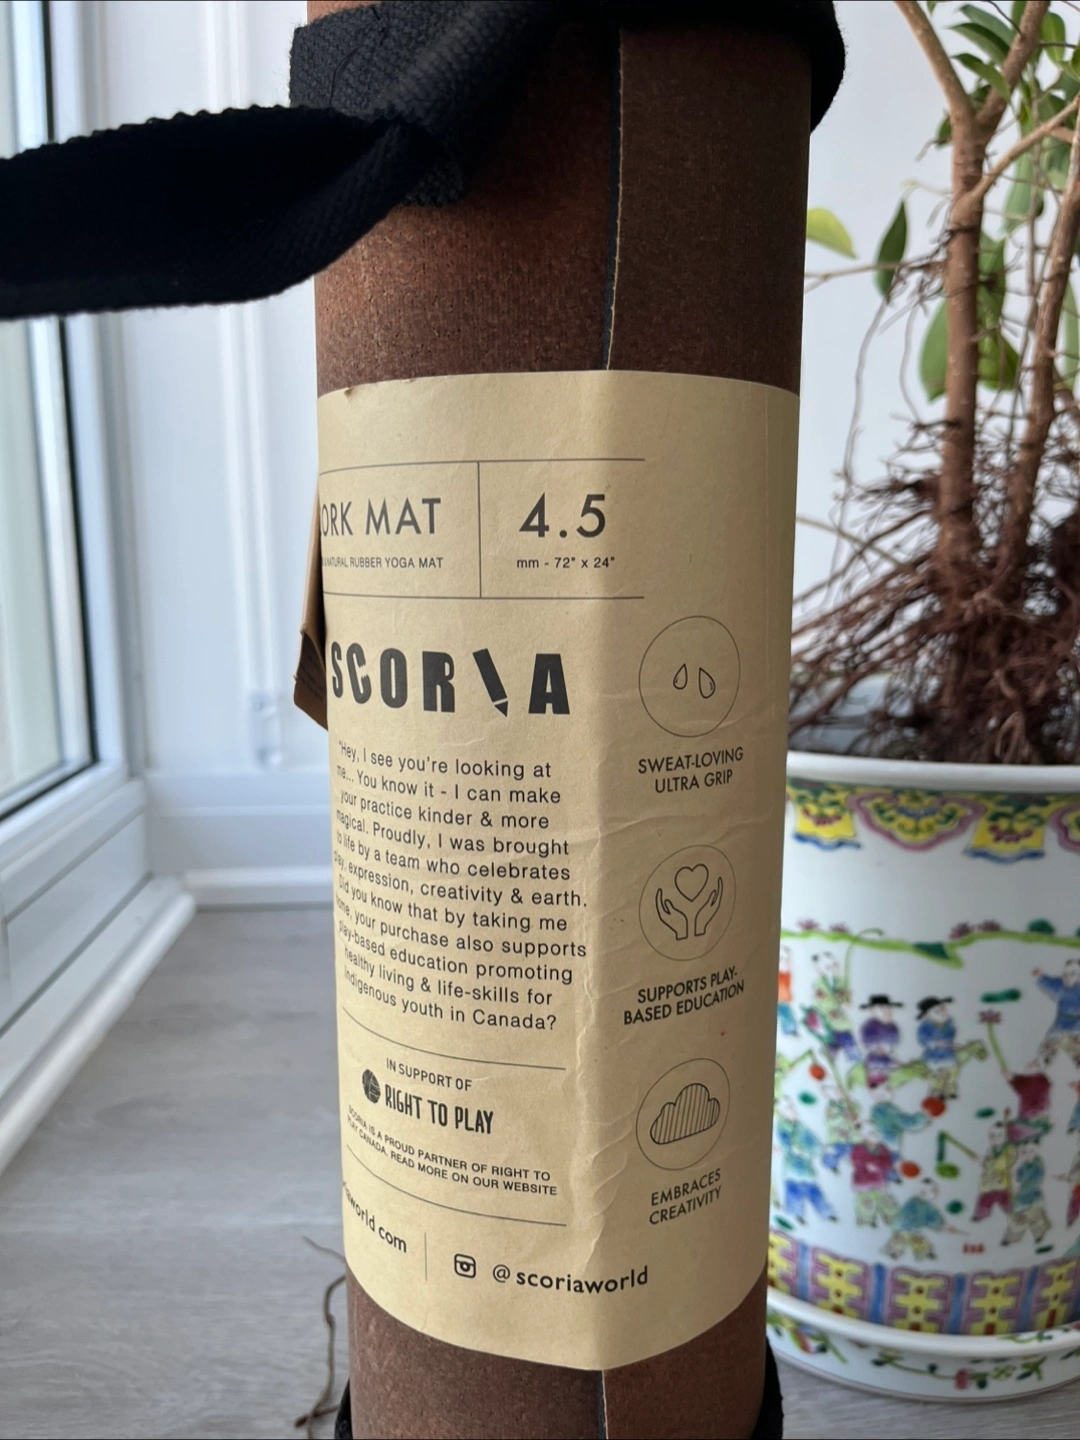 ORK MAT
NATURAL RUBBER YOGA MAT
4.5
mm - 72" x 24"
SCORIA
"Hey, I see you're looking at
me... You know it - I can make
your practice kinder & more
magical. Proudly, I was brought
to life by a team who celebrates
play, expression, creativity & earth.
Did you know that by taking me
home, your purchase also supports
play-based education promoting
healthy living & life-skills for
Indigenous youth in Canada?
IN SUPPORT OF
RIGHT TO PLAY
SCORIA IS A PROUD PARTNER OF RIGHT TO
PLAY CANADA. READ MORE ON OUR WEBSITE
riaworld com
@scoriaworld
SWEAT-LOVING
ULTRA GRIP
SUPPORTS PLAY-
BASED EDUCATION
EMBRACES
CREATIVITY